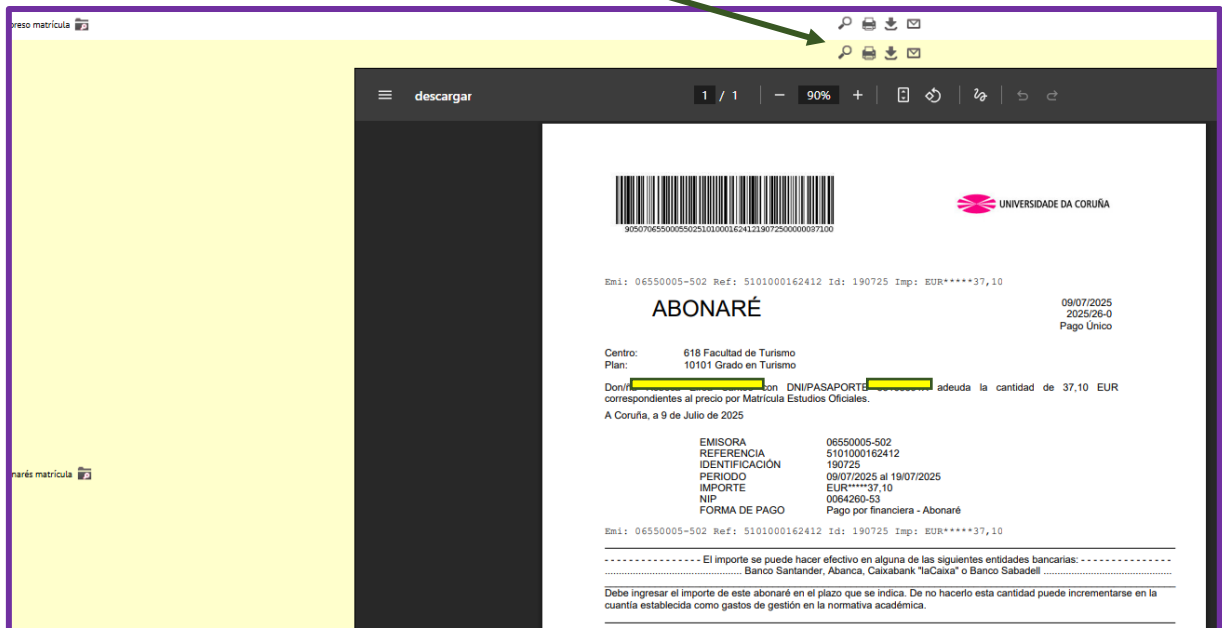 preso matrícula
descargar
1 / 1 − 90% +
9050706550005502510100016241219072500000037100
UNIVERSIDADE DA CORUÑA
Emi: 06550005-502 Ref: 5101000162412 Id: 190725 Imp: EUR*****37,10
ABONARÉ
09/07/2025
2025/26-0
Pago Único
Centro: 618 Facultad de Turismo
Plan: 10101 Grado en Turismo
Don/ñ con DNI/PASAPORTE adeuda la cantidad de 37,10 EUR
correspondientes al precio por Matrícula Estudios Oficiales.
A Coruña, a 9 de Julio de 2025
EMISORA 06550005-502
REFERENCIA 5101000162412
IDENTIFICACIÓN 190725
PERIODO 09/07/2025 al 19/07/2025
IMPORTE EUR*****37,10
NIP 0064260-53
FORMA DE PAGO Pago por financiera - Abonaré
narés matrícula
Emi: 06550005-502 Ref: 5101000162412 Id: 190725 Imp: EUR*****37,10
- - - - - - - - - - - - - - - - El importe se puede hacer efectivo en alguna de las siguientes entidades bancarias: - - - - - - - - - - - - - - -
.................................................. Banco Santander, Abanca, Caixabank "laCaixa" o Banco Sabadell ..............................................
Debe ingresar el importe de este abonaré en el plazo que se indica. De no hacerlo esta cantidad puede incrementarse en la
cuantía establecida como gastos de gestión en la normativa académica.